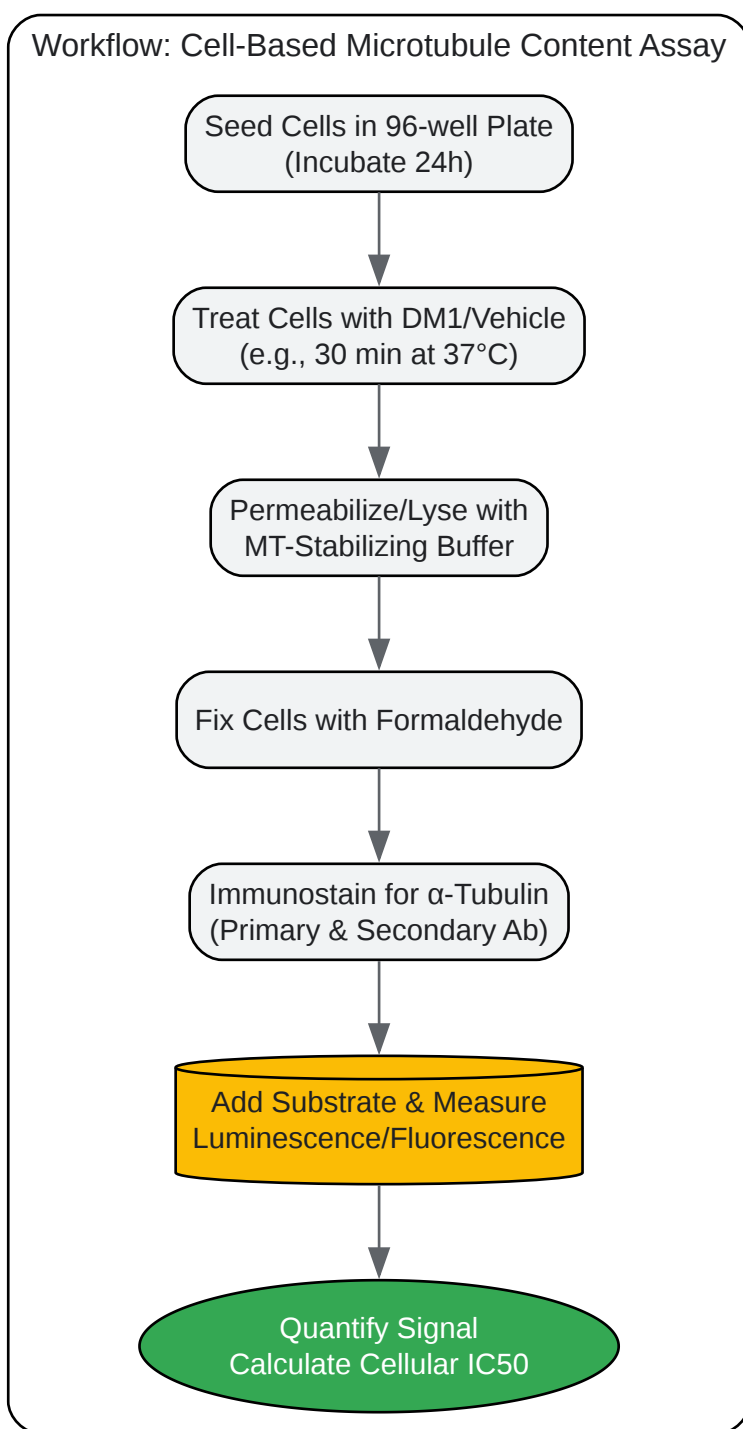 Workflow: Cell-Based Microtubule Content Assay
Seed Cells in 96-well Plate
(Incubate 24h)
Treat Cells with DM1/Vehicle
(e.g., 30 min at 37°C)
Permeabilize/Lyse with
MT-Stabilizing Buffer
Fix Cells with Formaldehyde
Immunostain for α-Tubulin
(Primary & Secondary Ab)
Add Substrate & Measure
Luminescence/Fluorescence
Quantify Signal
Calculate Cellular IC50